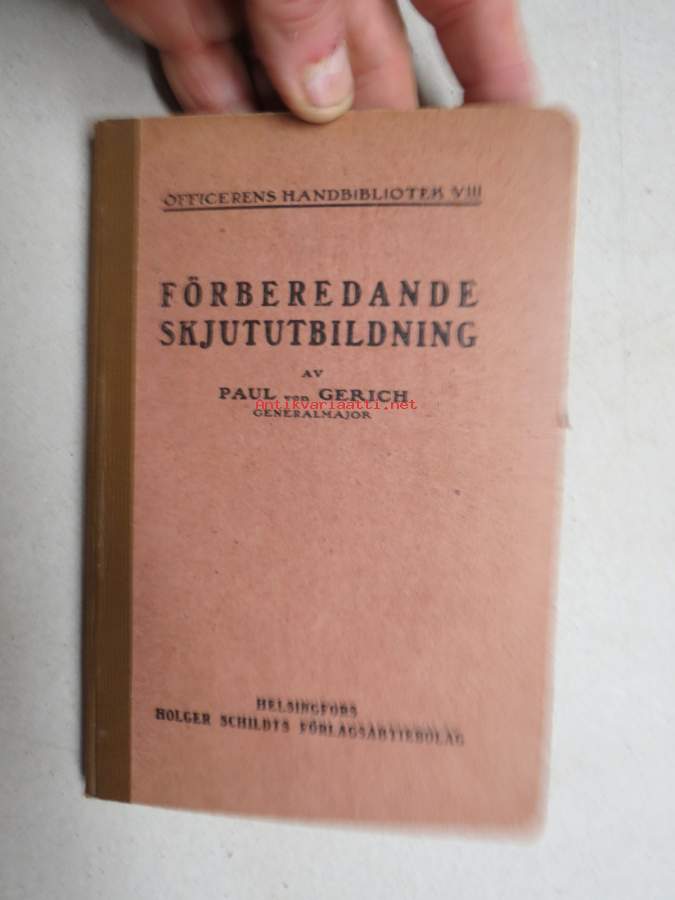 OFFICERENS HANDBIBLIOTEK VIII
FÖRBEREDANDE
SKJUTUTBILDNING
AV
PAUL von GERICH
Antikvariaatti.net
GENERALMAJOR
HELSINGFORS
HOLGER SCHILDTS FÖRLAGSAKTIEBOLAG